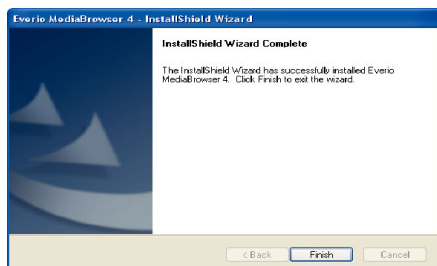 Everio MediaBrowser 4 - InstallShield Wizard
InstallShield Wizard Complete
The InstallShield Wizard has successfully installed Everio
MediaBrowser 4. Click Finish to exit the wizard.
< Back
Finish
Cancel